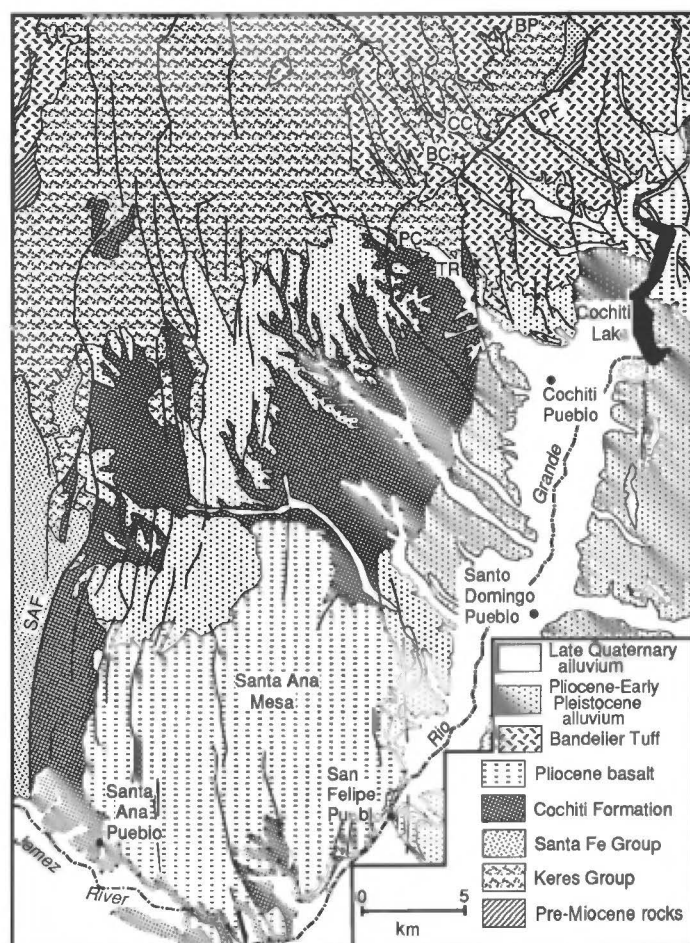 BP
CC
PF
BC
PC
TR
Cochiti
Lak
Cochiti
Pueblo
Grande
Santo
Domingo
Pueblo
SAF
Santa Ana
Mesa
Rio
San
Felipe
Santa
Ana
Pueblo
Jemez
River
Late Quaternary
alluvium
Pliocene-Early
Pleistocene
alluvium
Bandelier Tuff
Pliocene basalt
Cochiti Formation
Santa Fe Group
Keres Group
Pre-Miocene rocks
0 5
km